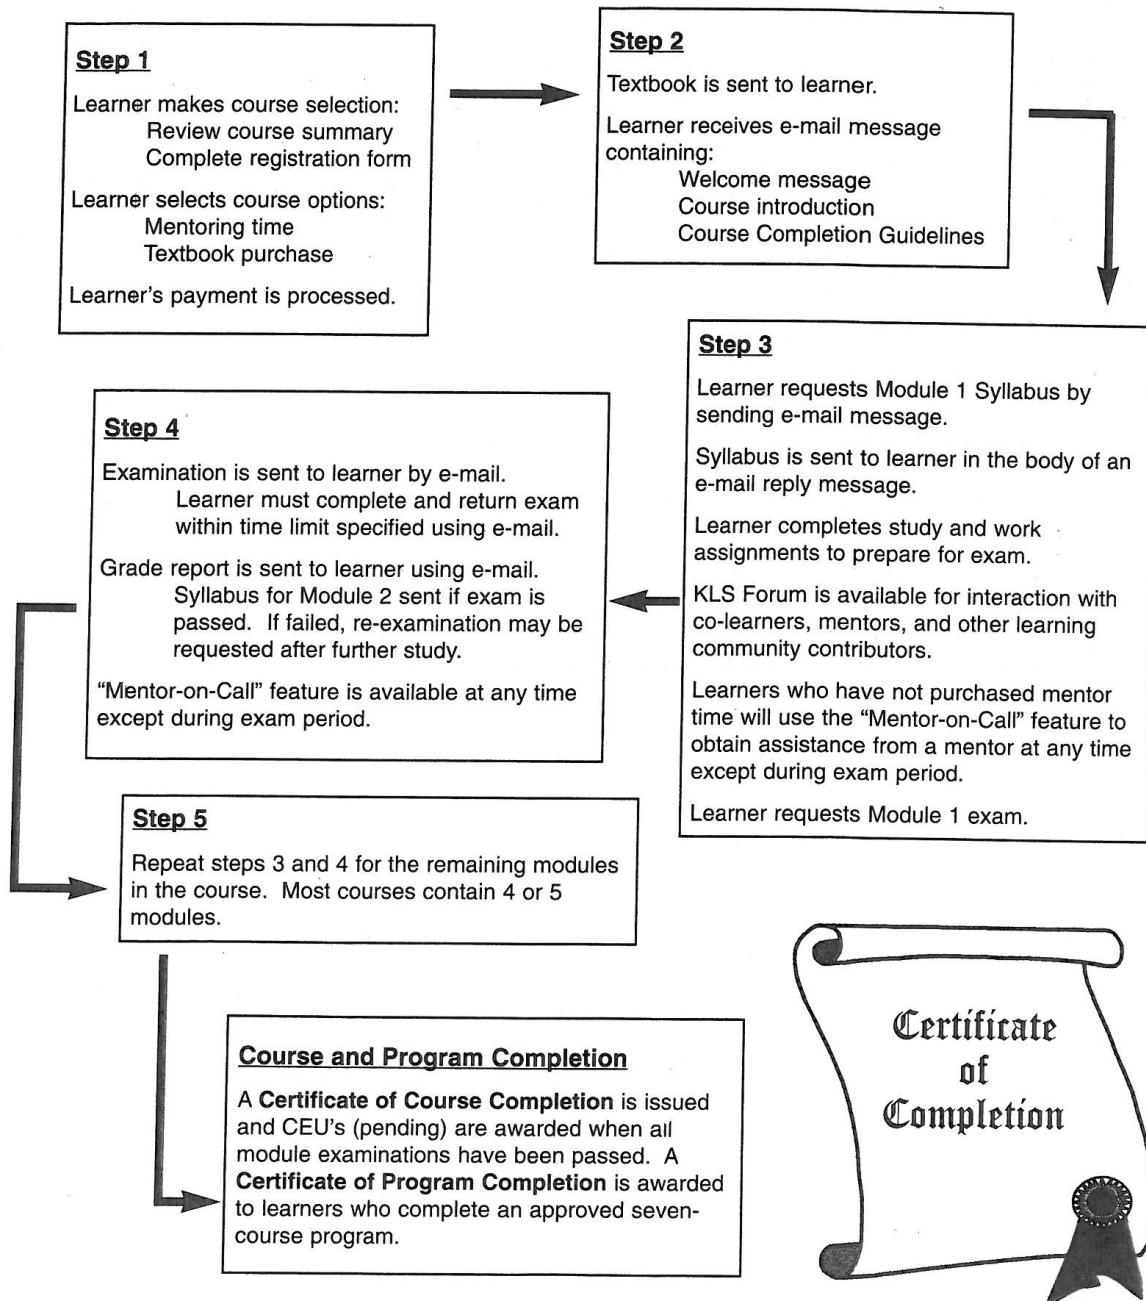 Step 1
Learner makes course selection:
Review course summary
Complete registration form
Learner selects course options:
Mentoring time
Textbook purchase
Learner's payment is processed.
Step 2
Textbook is sent to learner.
Learner receives e-mail message
containing:
Welcome message
Course introduction
Course Completion Guidelines
Step 3
Learner requests Module 1 Syllabus by
sending e-mail message.
Syllabus is sent to learner in the body of an
e-mail reply message.
Learner completes study and work
assignments to prepare for exam.
KLS Forum is available for interaction with
co-learners, mentors, and other learning
community contributors.
Learners who have not purchased mentor
time will use the “Mentor-on-Call” feature to
obtain assistance from a mentor at any time
except during exam period.
Learner requests Module 1 exam.
Step 4
Examination is sent to learner by e-mail.
Learner must complete and return exam
within time limit specified using e-mail.
Grade report is sent to learner using e-mail.
Syllabus for Module 2 sent if exam is
passed. If failed, re-examination may be
requested after further study.
“Mentor-on-Call” feature is available at any time
except during exam period.
Step 5
Repeat steps 3 and 4 for the remaining modules
in the course. Most courses contain 4 or 5
modules.
Course and Program Completion
A Certificate of Course Completion is issued
and CEU's (pending) are awarded when all
module examinations have been passed. A
Certificate of Program Completion is awarded
to learners who complete an approved seven-
course program.
Certificate
of
Completion